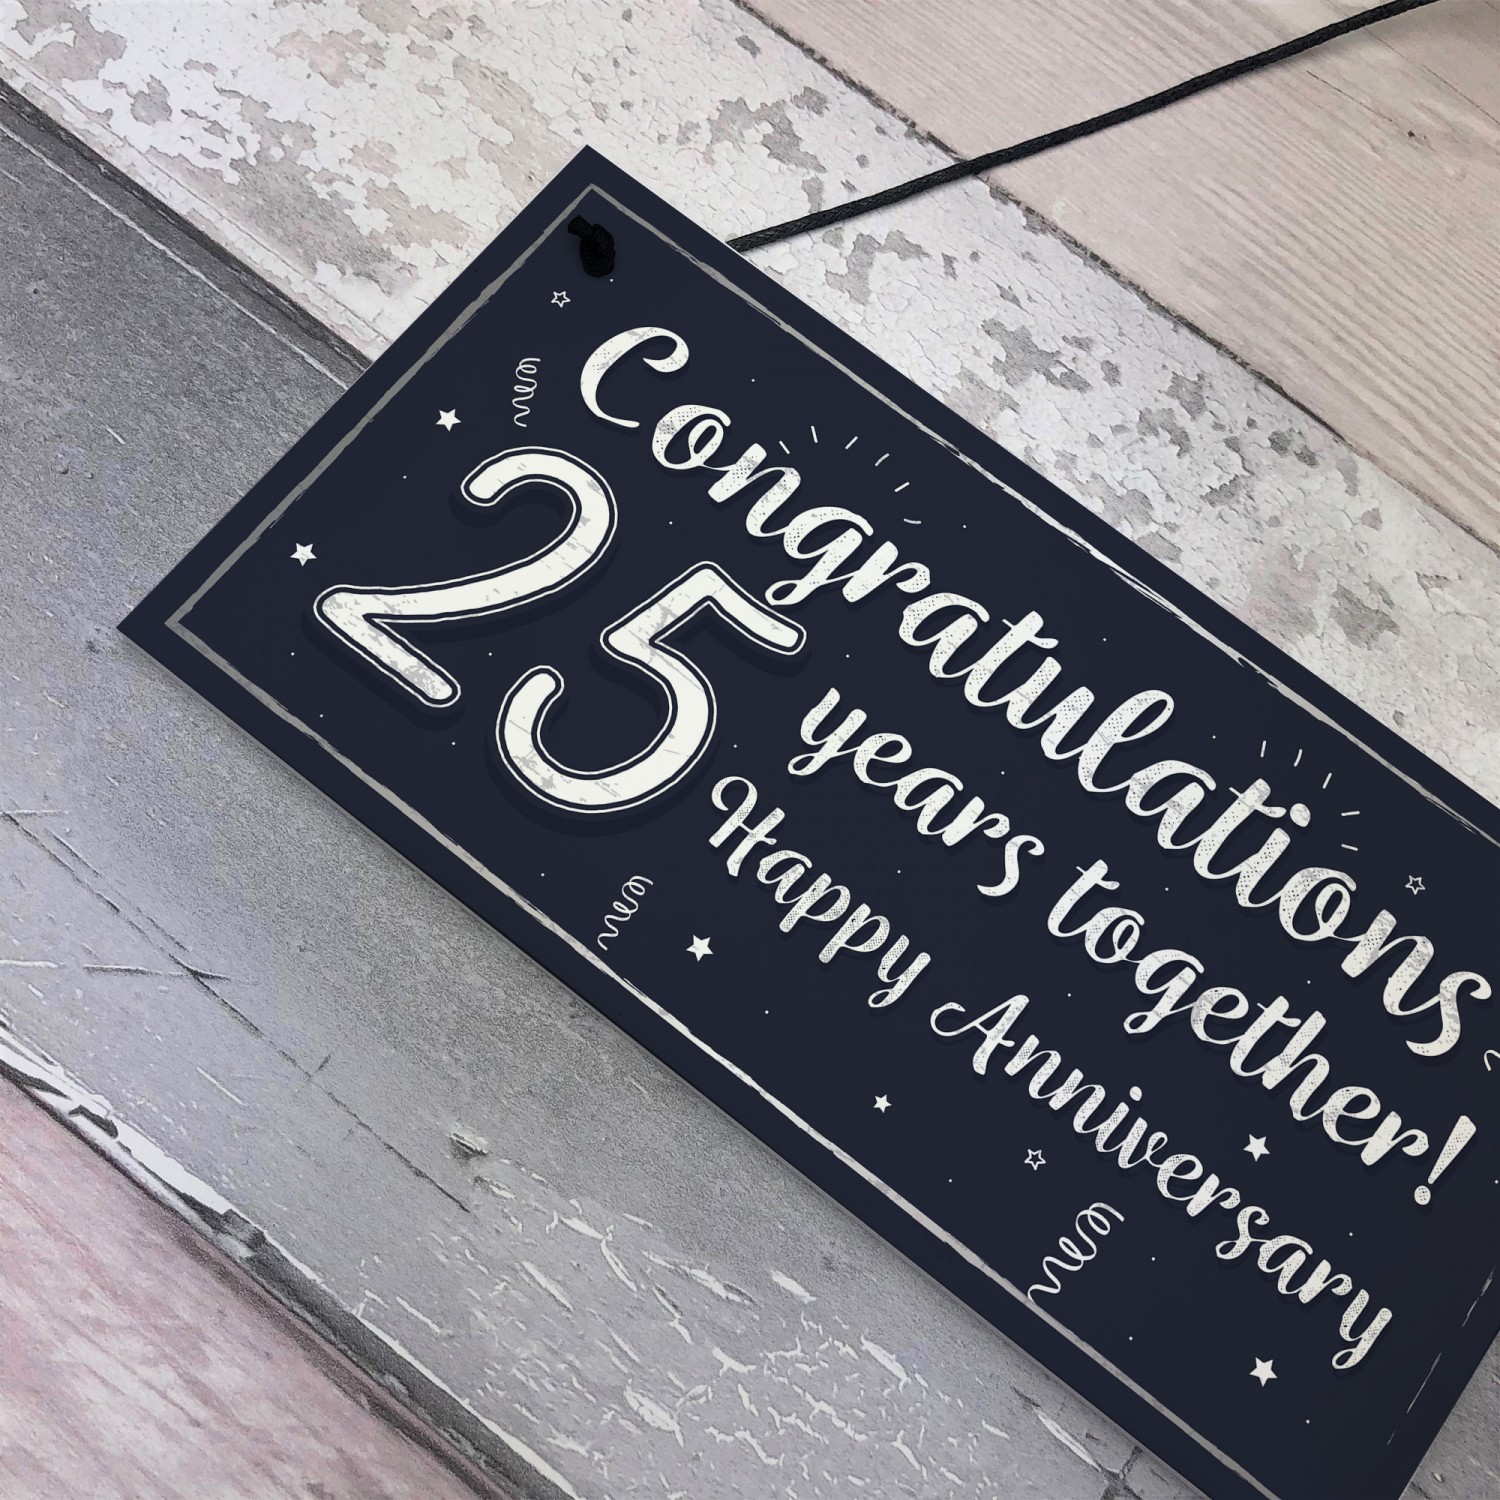 Congratulations
25 years together!
Happy Anniversary